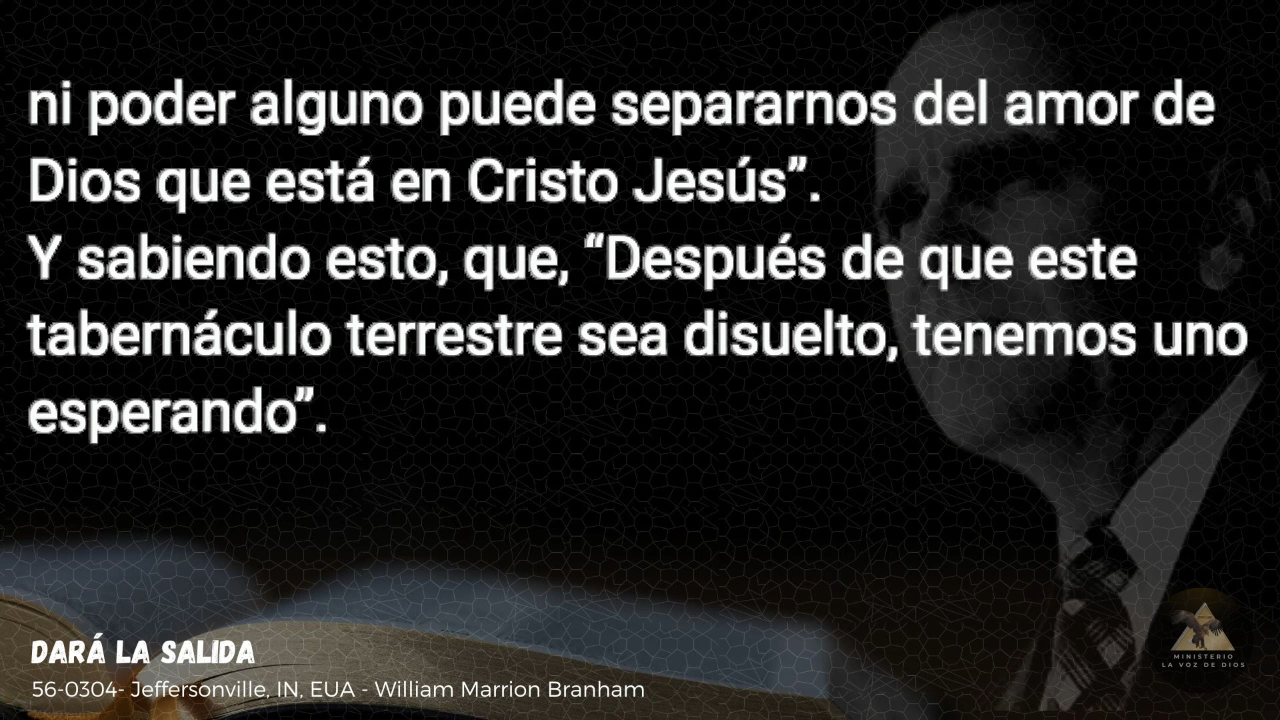 ni poder alguno puede separarnos del amor de
Dios que está en Cristo Jesús”.
Y sabiendo esto, que, “Después de que este
tabernáculo terrestre sea disuelto, tenemos uno
esperando”.
DARÁ LA SALIDA
56-0304- Jeffersonville, IN, EUA - William Marrion Branham
MINISTERIO
LA VOZ DE DIOS